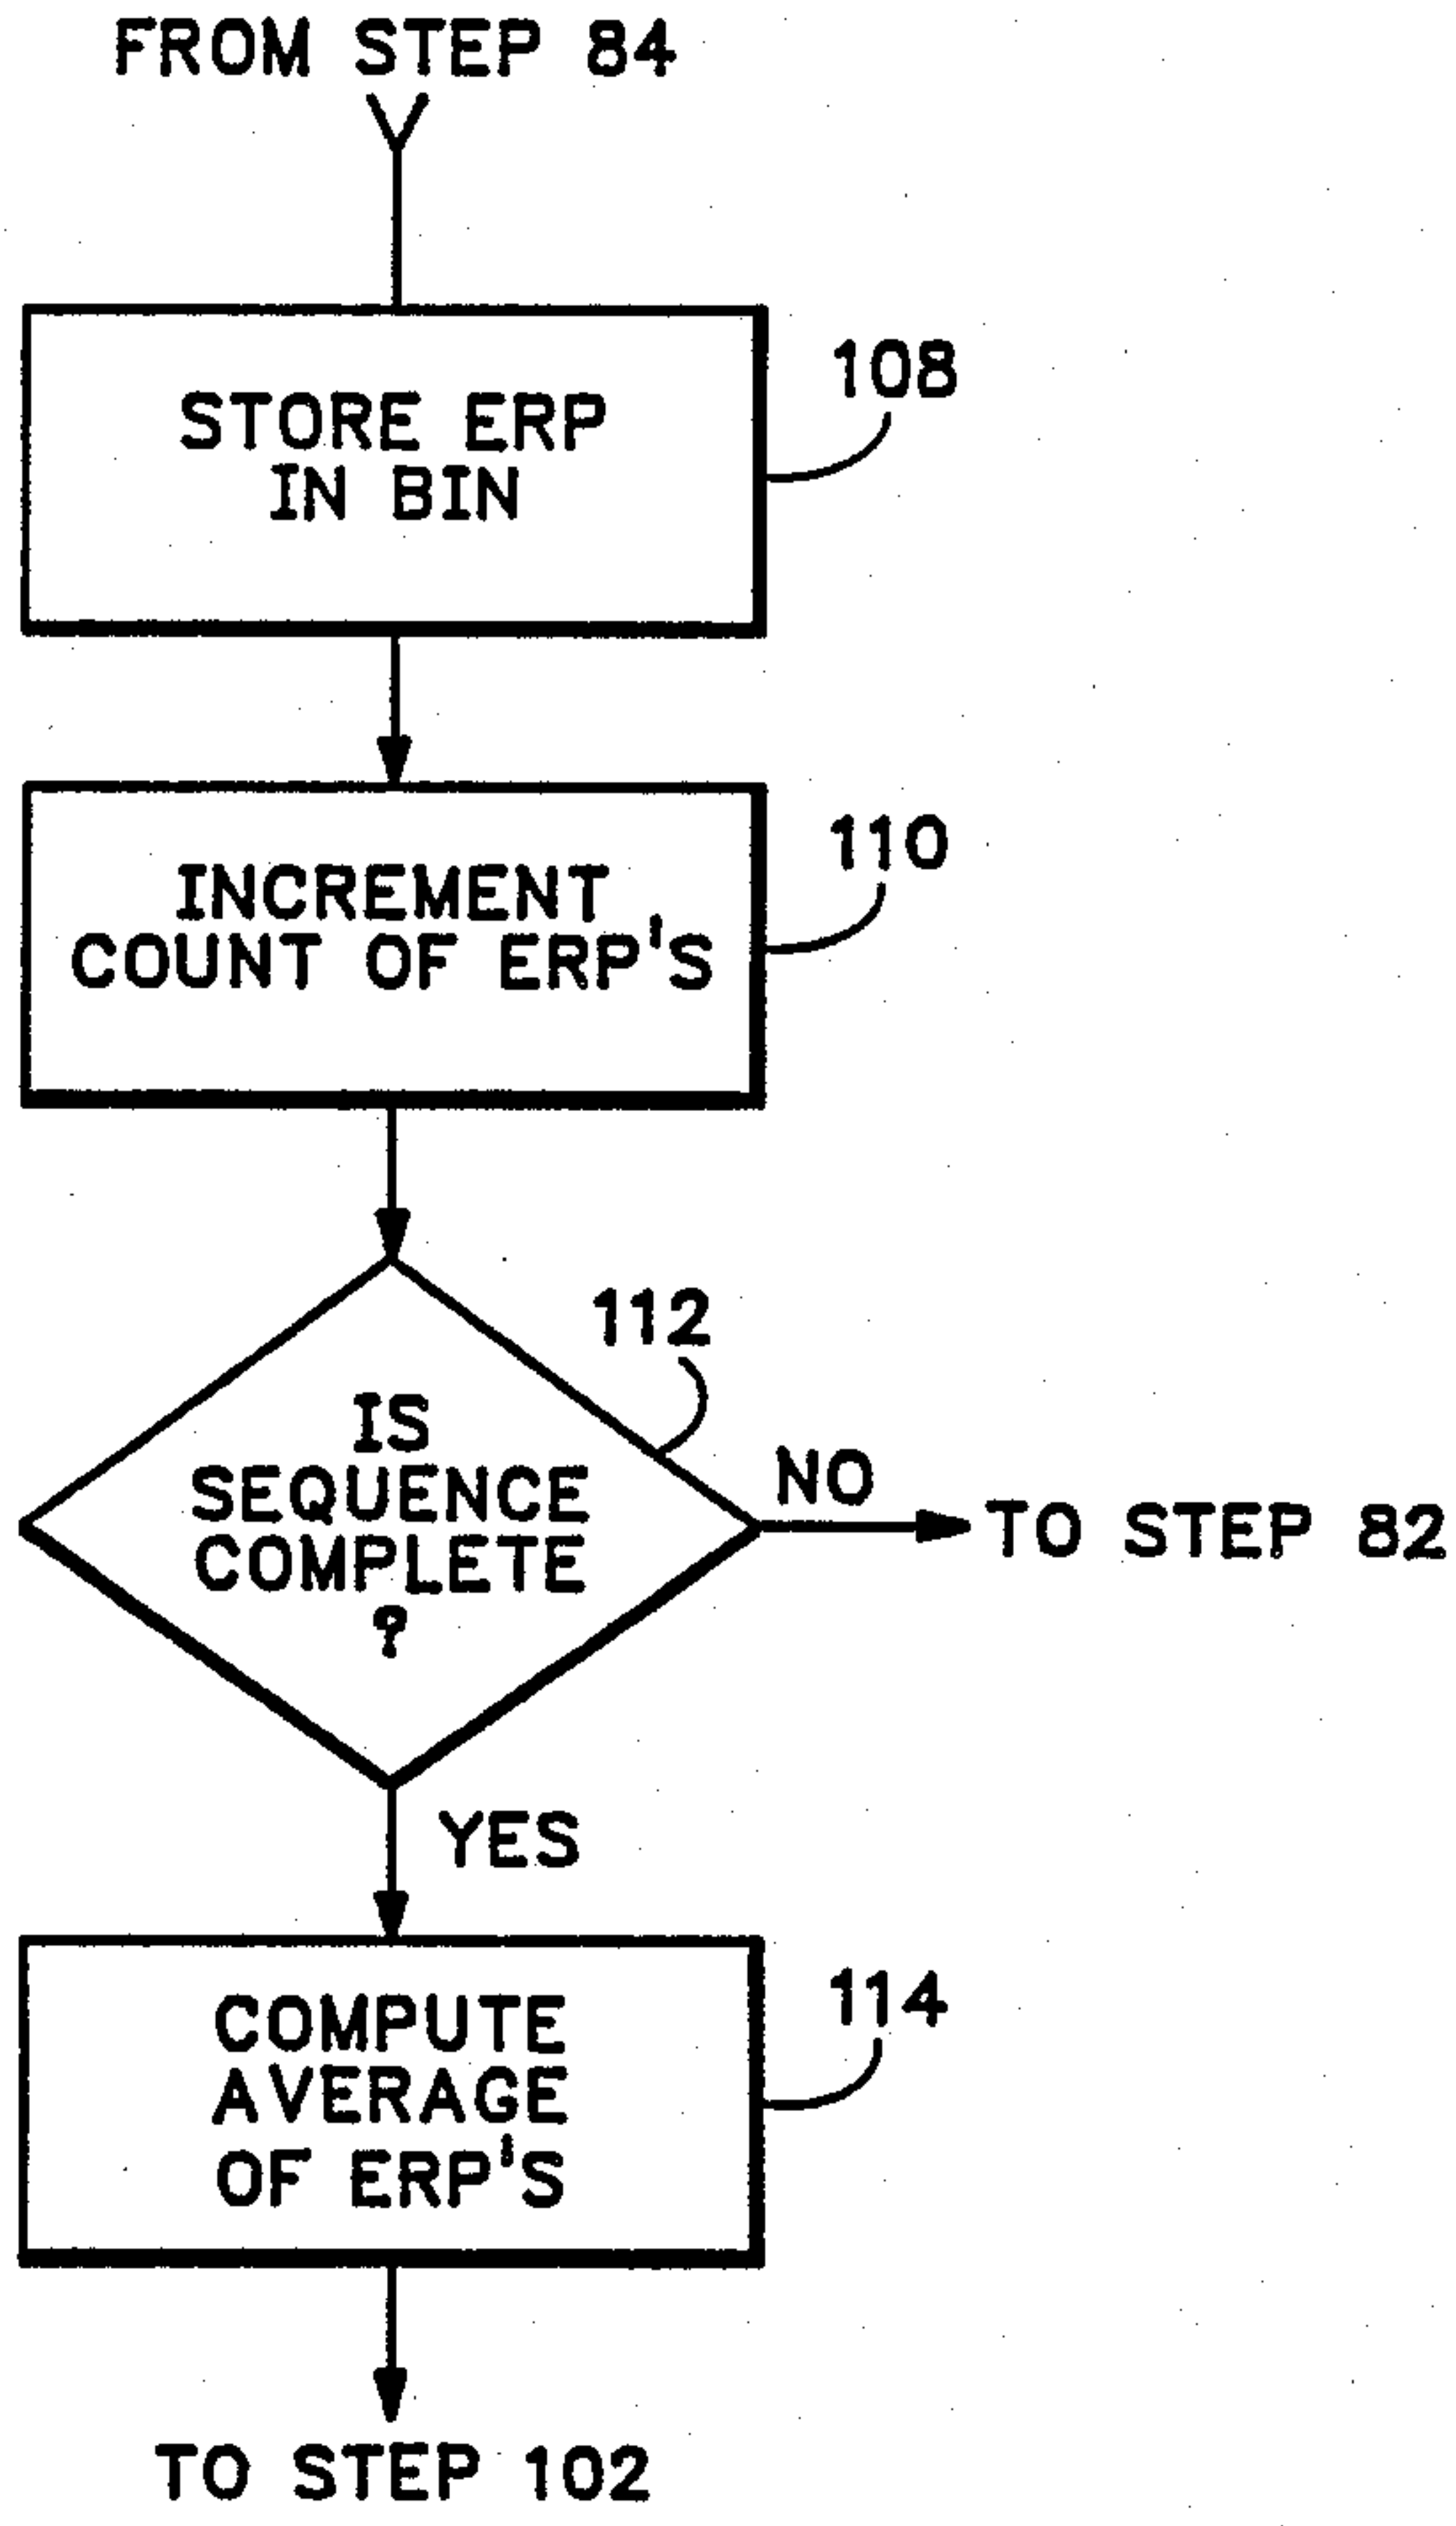 FROM STEP 84
108
STORE ERP
IN BIN
110
INCREMENT
COUNT OF ERP'S
112
IS
SEQUENCE
COMPLETE
?
NO
TO STEP 82
YES
114
COMPUTE
AVERAGE
OF ERP'S
TO STEP 102